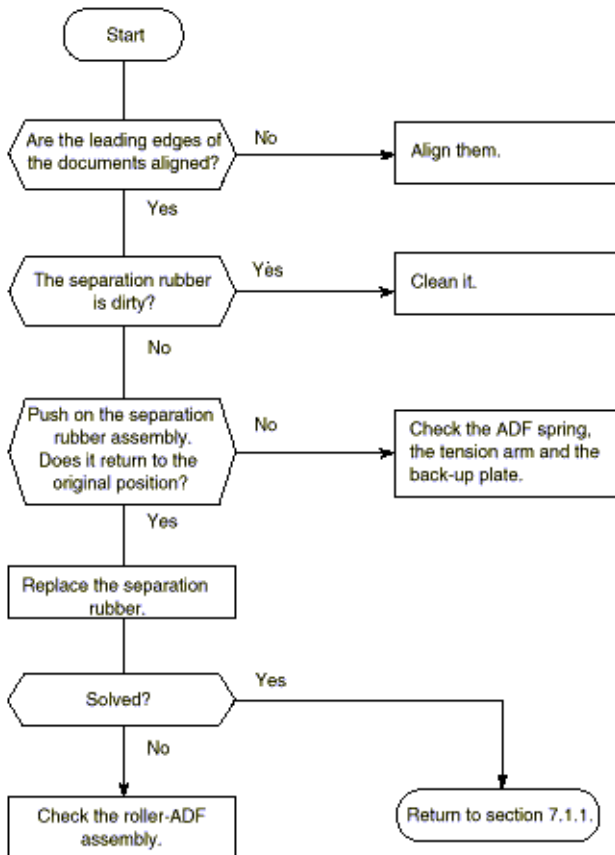 Start
Are the leading edges of
the documents aligned?
No
Align them.
Yes
The separation rubber
is dirty?
Yes
Clean it.
No
Push on the separation
rubber assembly.
Does it return to the
original position?
No
Check the ADF spring,
the tension arm and the
back-up plate.
Yes
Replace the separation
rubber.
Solved?
Yes
No
Check the roller-ADF
assembly.
Return to section 7.1.1.